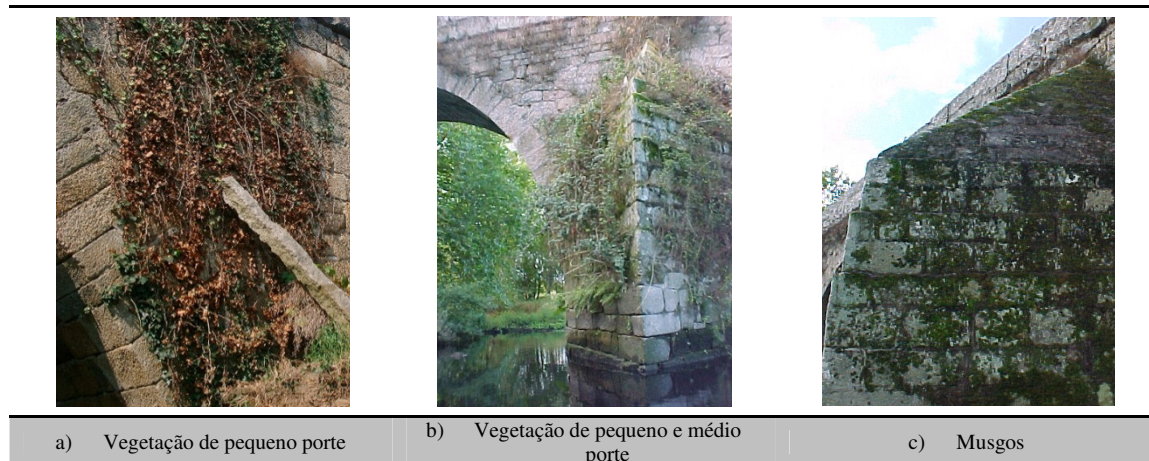 a) Vegetação de pequeno porte
b) Vegetação de pequeno e médio
porte
c) Musgos